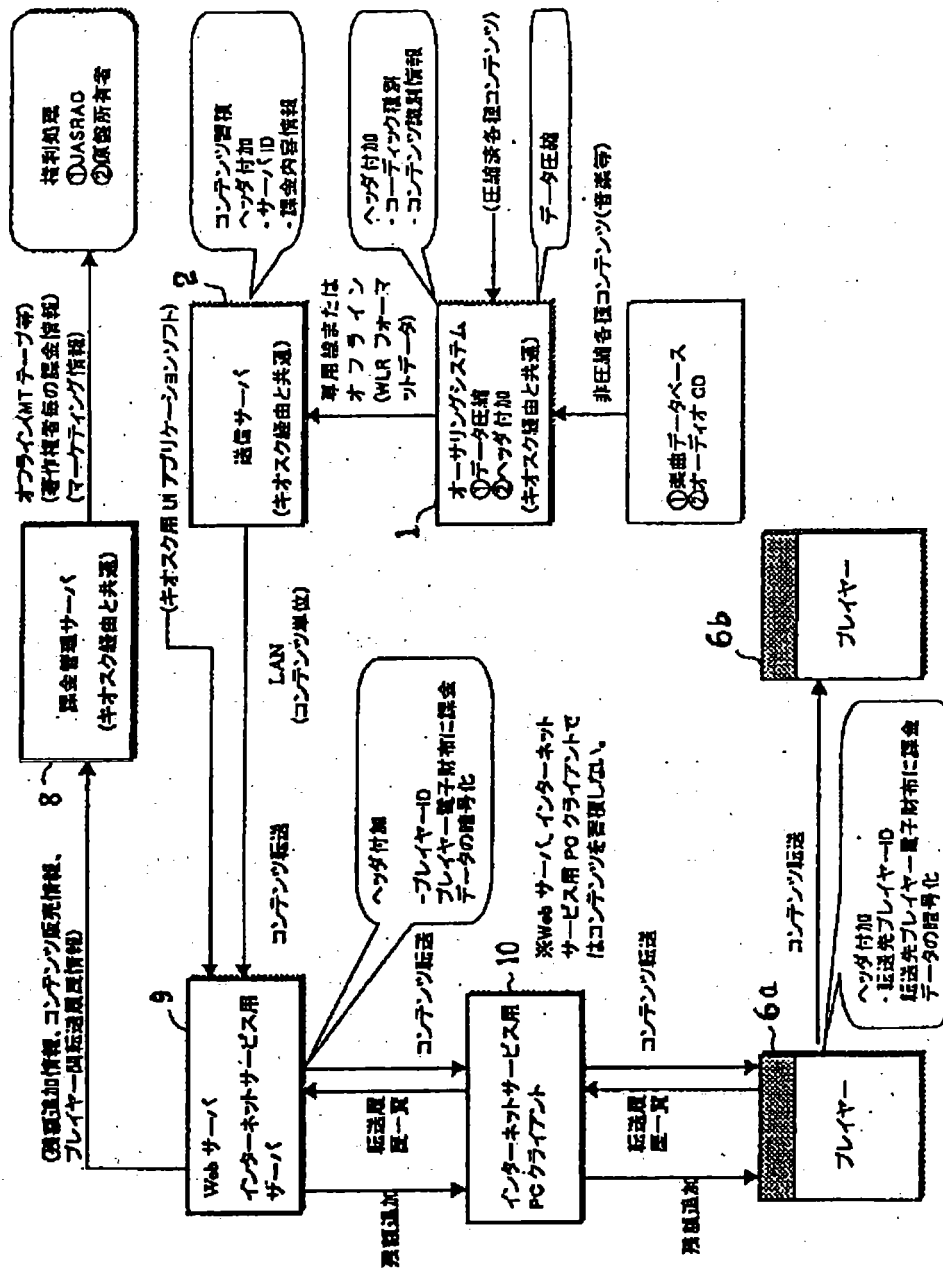 権利処理
①JASRAC
②原盤所有者
オフライン(MTテープ等)
(著作権者毎の課金情報)
(マーケティング情報)
8
課金管理サーバ
(キオスク経由と共通)
(残額追加情報、コンテンツ販売情報、
プレイヤー間転送履歴情報)
コンテンツ蓄積
ヘッダ付加
・サーバID
・課金内容情報
2
送信サーバ
(キオスク経由と共通)
(キオスク用UIアプリケーションソフト)
専用線または
オフライン
(WLRフォーマ
ットデータ)
ヘッダ付加
・コーディック種別
・コンテンツ識別情報
(圧縮済各種コンテンツ)
データ圧縮
1
オーサリングシステム
①データ圧縮
②ヘッダ付加
(キオスク経由と共通)
非圧縮各種コンテンツ(音楽等)
①楽曲データベース
②オーディオCD
コンテンツ転送
LAN
(コンテンツ単位)
9
Webサーバ
インターネットサービス用
サーバ
ヘッダ付加
・プレイヤーID
プレイヤー電子財布に課金
データの暗号化
残額追加
転送履
歴一覧
コンテンツ転送
10
インターネットサービス用
PCクライアント
※Webサーバ、インターネット
サービス用PCクライアントで
はコンテンツを蓄積しない。
残額追加
転送履
歴一覧
コンテンツ転送
6a
プレイヤー
コンテンツ転送
6b
プレイヤー
ヘッダ付加
・転送先プレイヤーID
転送先プレイヤー電子財布に課金
データの暗号化